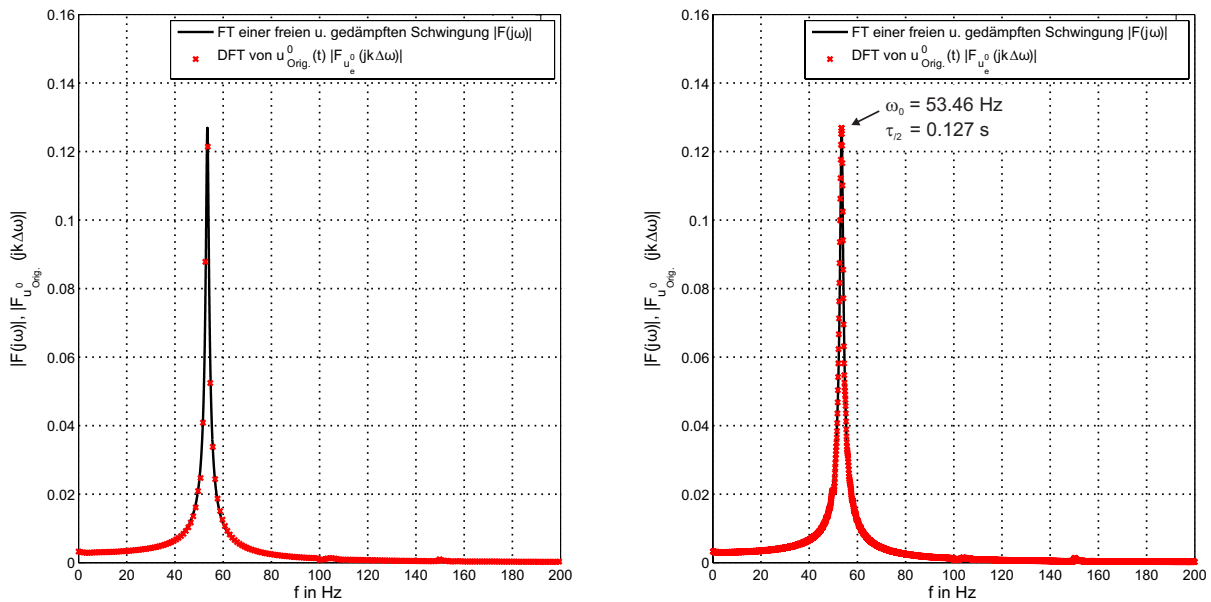 FT einer freien u. gedämpften Schwingung |F(jω)|
DFT von u⁰Orig.(t) |Fu⁰e(jkΔω)|
0.16
0.14
0.12
0.1
0.08
0.06
0.04
0.02
0
|F(jω)|, |Fu⁰Orig. (jkΔω)|
0 20 40 60 80 100 120 140 160 180 200
f in Hz
FT einer freien u. gedämpften Schwingung |F(jω)|
DFT von u⁰Orig.(t) |Fu⁰e(jkΔω)|
ω₀ = 53.46 Hz
τ/2 = 0.127 s
0.16
0.14
0.12
0.1
0.08
0.06
0.04
0.02
0
|F(jω)|, |Fu⁰Orig. (jkΔω)|
0 20 40 60 80 100 120 140 160 180 200
f in Hz